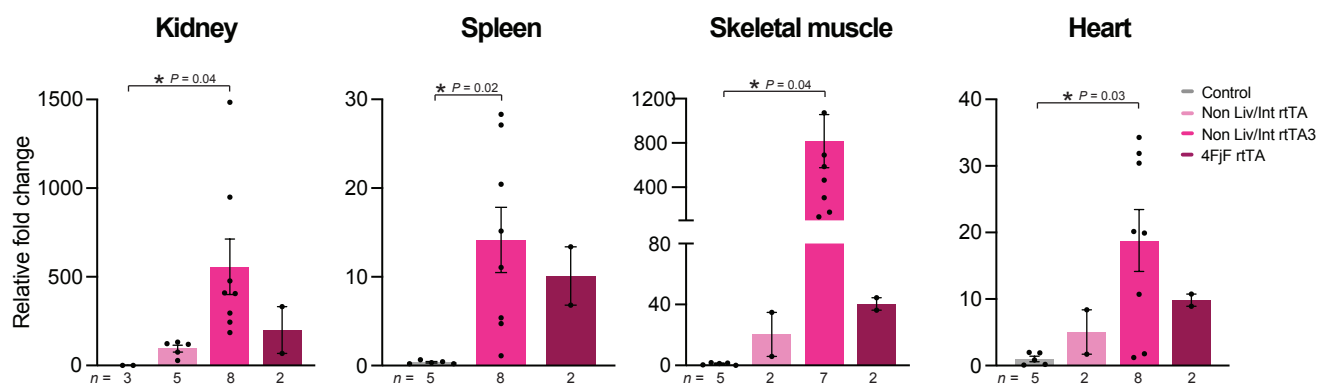 Kidney Spleen Skeletal muscle Heart
* P = 0.04 * P = 0.02 * P = 0.04 * P = 0.03
Control
Non Liv/Int rtTA
Non Liv/Int rtTA3
4FjF rtTA
Relative fold change
1500
1000
500
0
n = 3 5 8 2
30
20
10
0
n = 5 8 2
1200
800
400
80
40
0
n = 5 2 7 2
40
30
20
10
0
n = 5 2 8 2